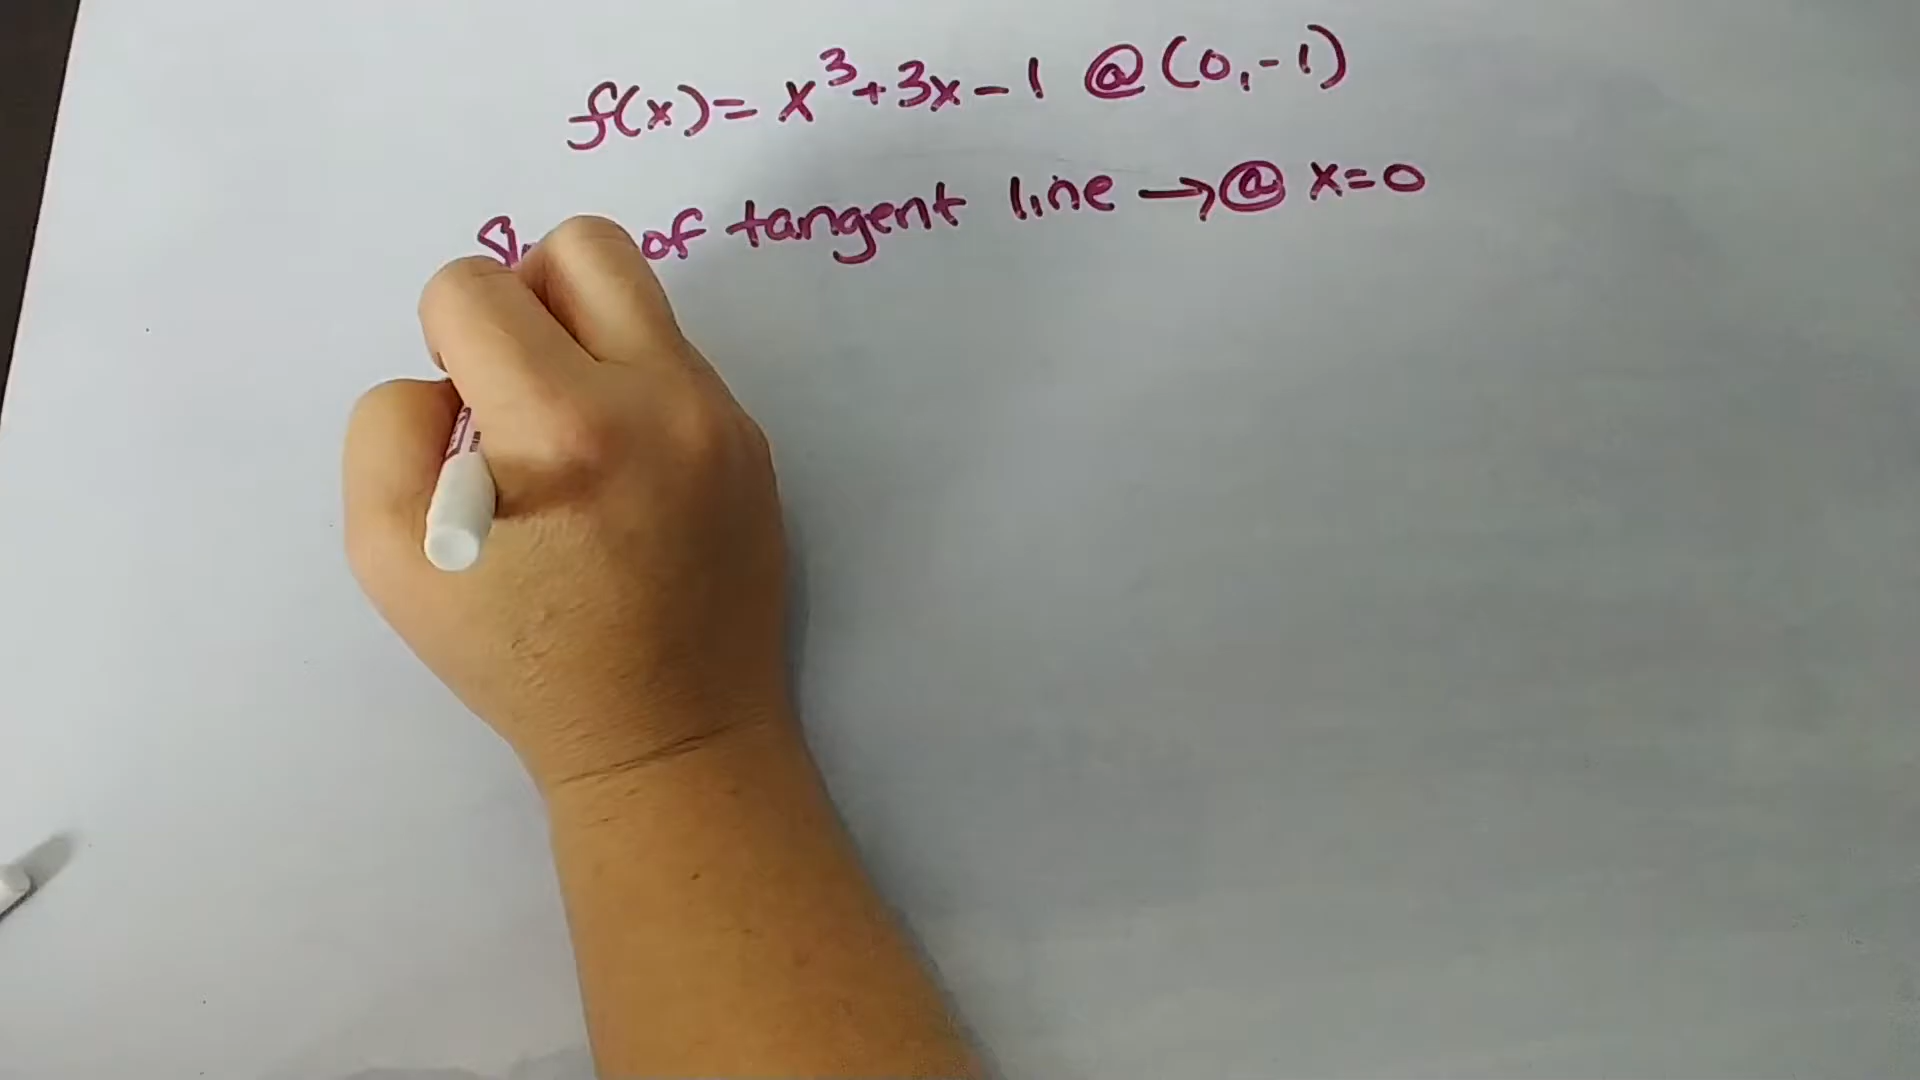 f(x) = x³+3x-1 @ (0,-1)
of tangent line → @ x=0